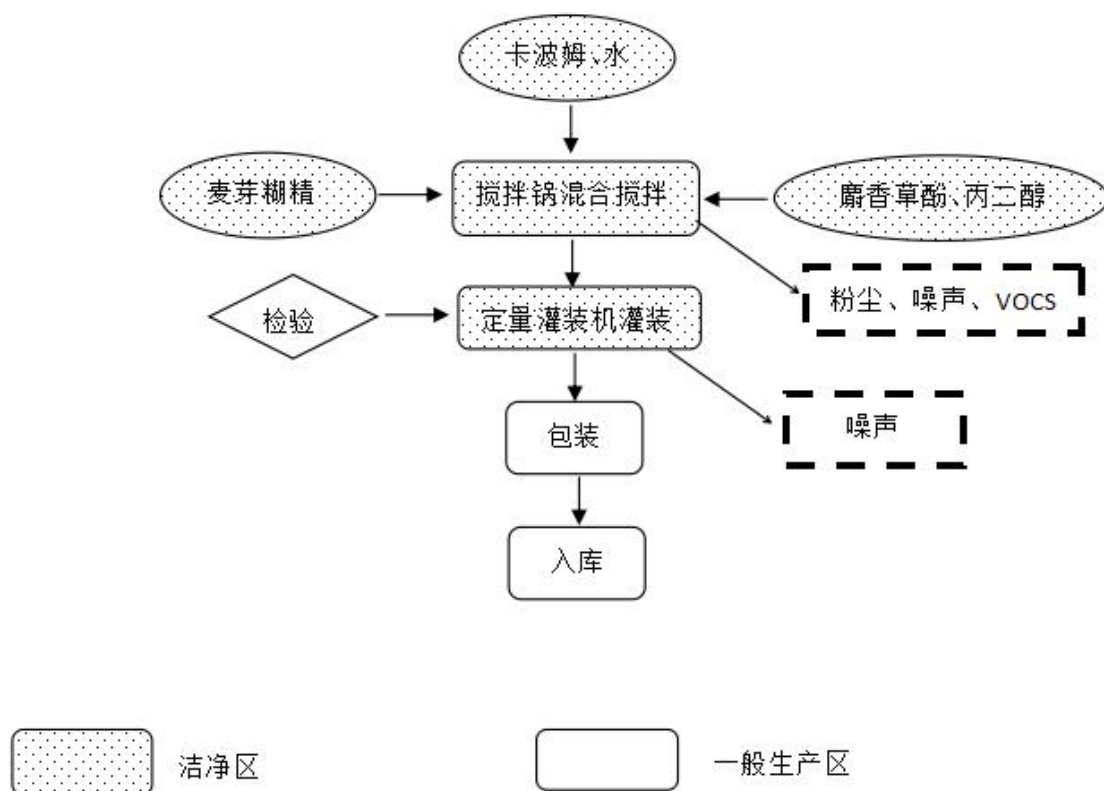 卡波姆、水
麦芽糊精
搅拌锅混合搅拌
麝香草酚、丙二醇
粉尘、噪声、VOCS
检验
定量灌装机灌装
噪声
包装
入库
洁净区
一般生产区